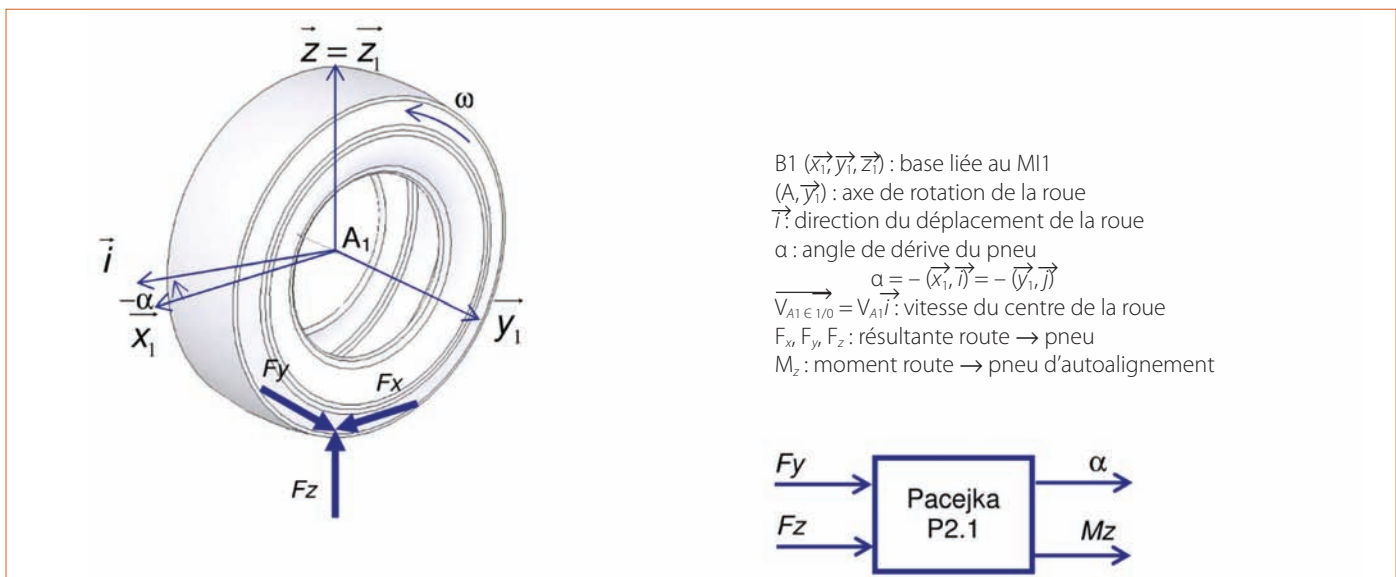 z⃗ = z₁⃗
ω
A₁
i⃗
-α
x₁⃗
y₁⃗
Fy
Fx
Fz
B1 (x₁⃗, y₁⃗, z₁⃗) : base liée au MI1
(A, y₁⃗) : axe de rotation de la roue
i⃗ : direction du déplacement de la roue
α : angle de dérive du pneu
α = – (x₁⃗, i⃗) = – (y₁⃗, j⃗)
V⃗A1 ∈ 1/0 = VA1 i⃗ : vitesse du centre de la roue
Fx, Fy, Fz : résultante route → pneu
Mz : moment route → pneu d'autoalignement
Fy
Fz
Pacejka
P2.1
α
Mz